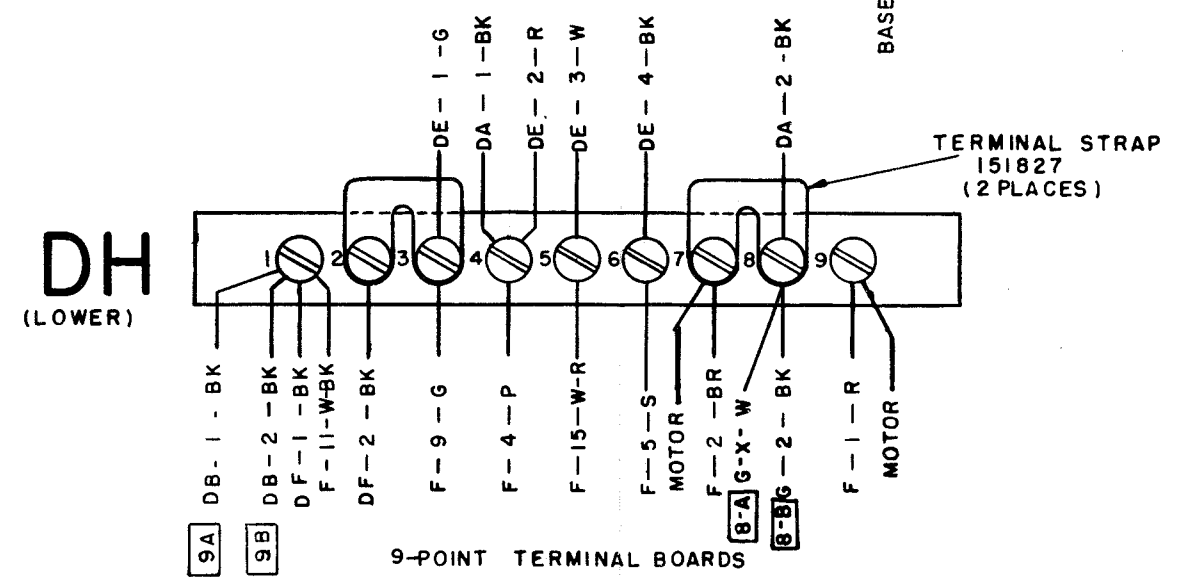 BASE
DE - 1 - G
DA - 1 - BK
DE - 2 - R
DE - 3 - W
DE - 4 - BK
DA - 2 - BK
TERMINAL STRAP
151827
(2 PLACES)
DH
(LOWER)
1 2 3 4 5 6 7 8 9
DB - 1 - BK
DB - 2 - BK
DF - 1 - BK
F - 11 - W-BK
DF - 2 - BK
F - 9 - G
F - 4 - P
F - 15 - W - R
F - 5 - S
MOTOR
F - 2 - BR
G - X - W
G - 2 - BK
F - 1 - R
MOTOR
9A
9B
8-A
8-B
9-POINT TERMINAL BOARDS